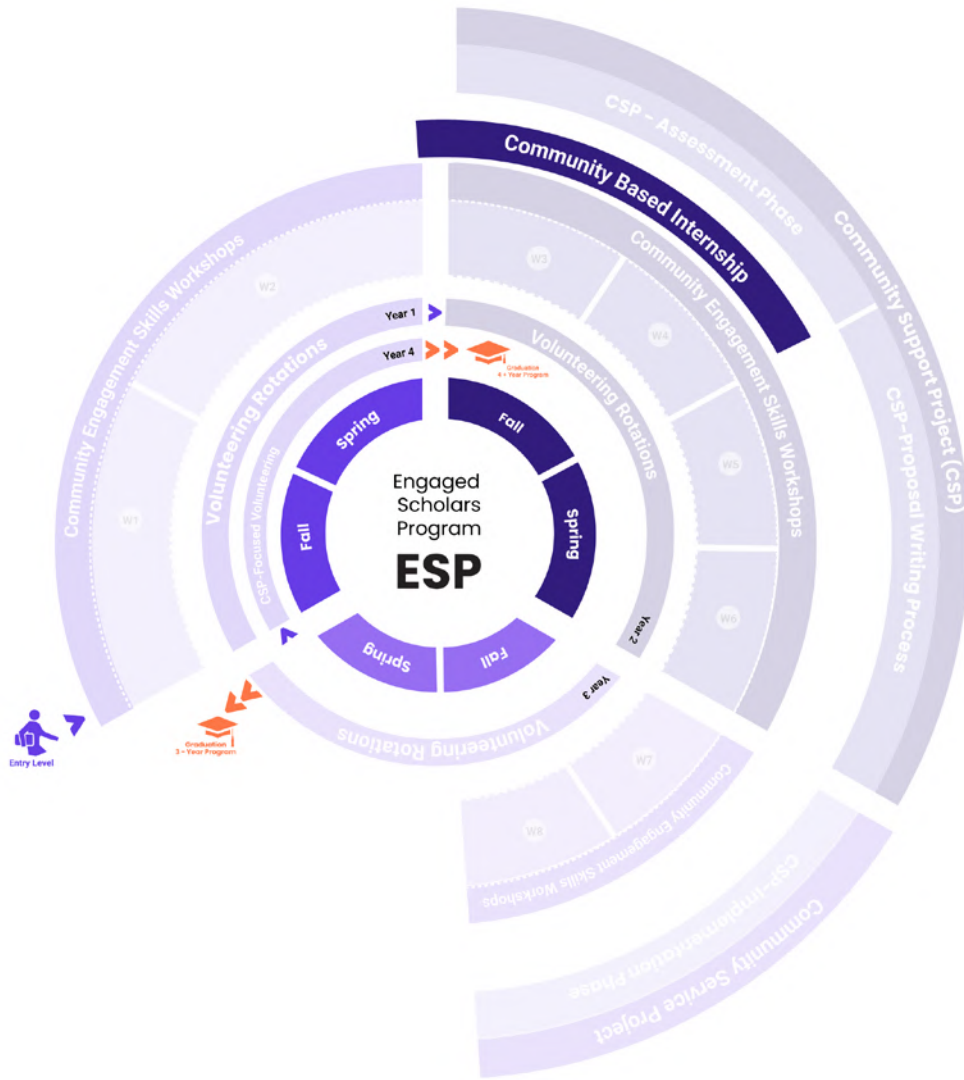 CSP - Assessment Phase
Community Support Project (CSP)
CSP-Proposal Writing Process
Community Based Internship
Community Engagement Skills Workshops
W3
W4
W5
W6
Community Engagement Skills Workshops
W2
W1
Year 1
Volunteering Rotations
Year 4
CSP-Focused Volunteering
Graduation
4 - Year Program
Volunteering Rotations
Year 2
Spring
Fall
Fall
Spring
Spring
Fall
Engaged
Scholars
Program
ESP
Year 3
Volunteering Rotations
Graduation
3 - Year Program
Entry Level
W7
W8
Community Engagement Skills Workshops
CSP-Implementation Phase
Community Service Project